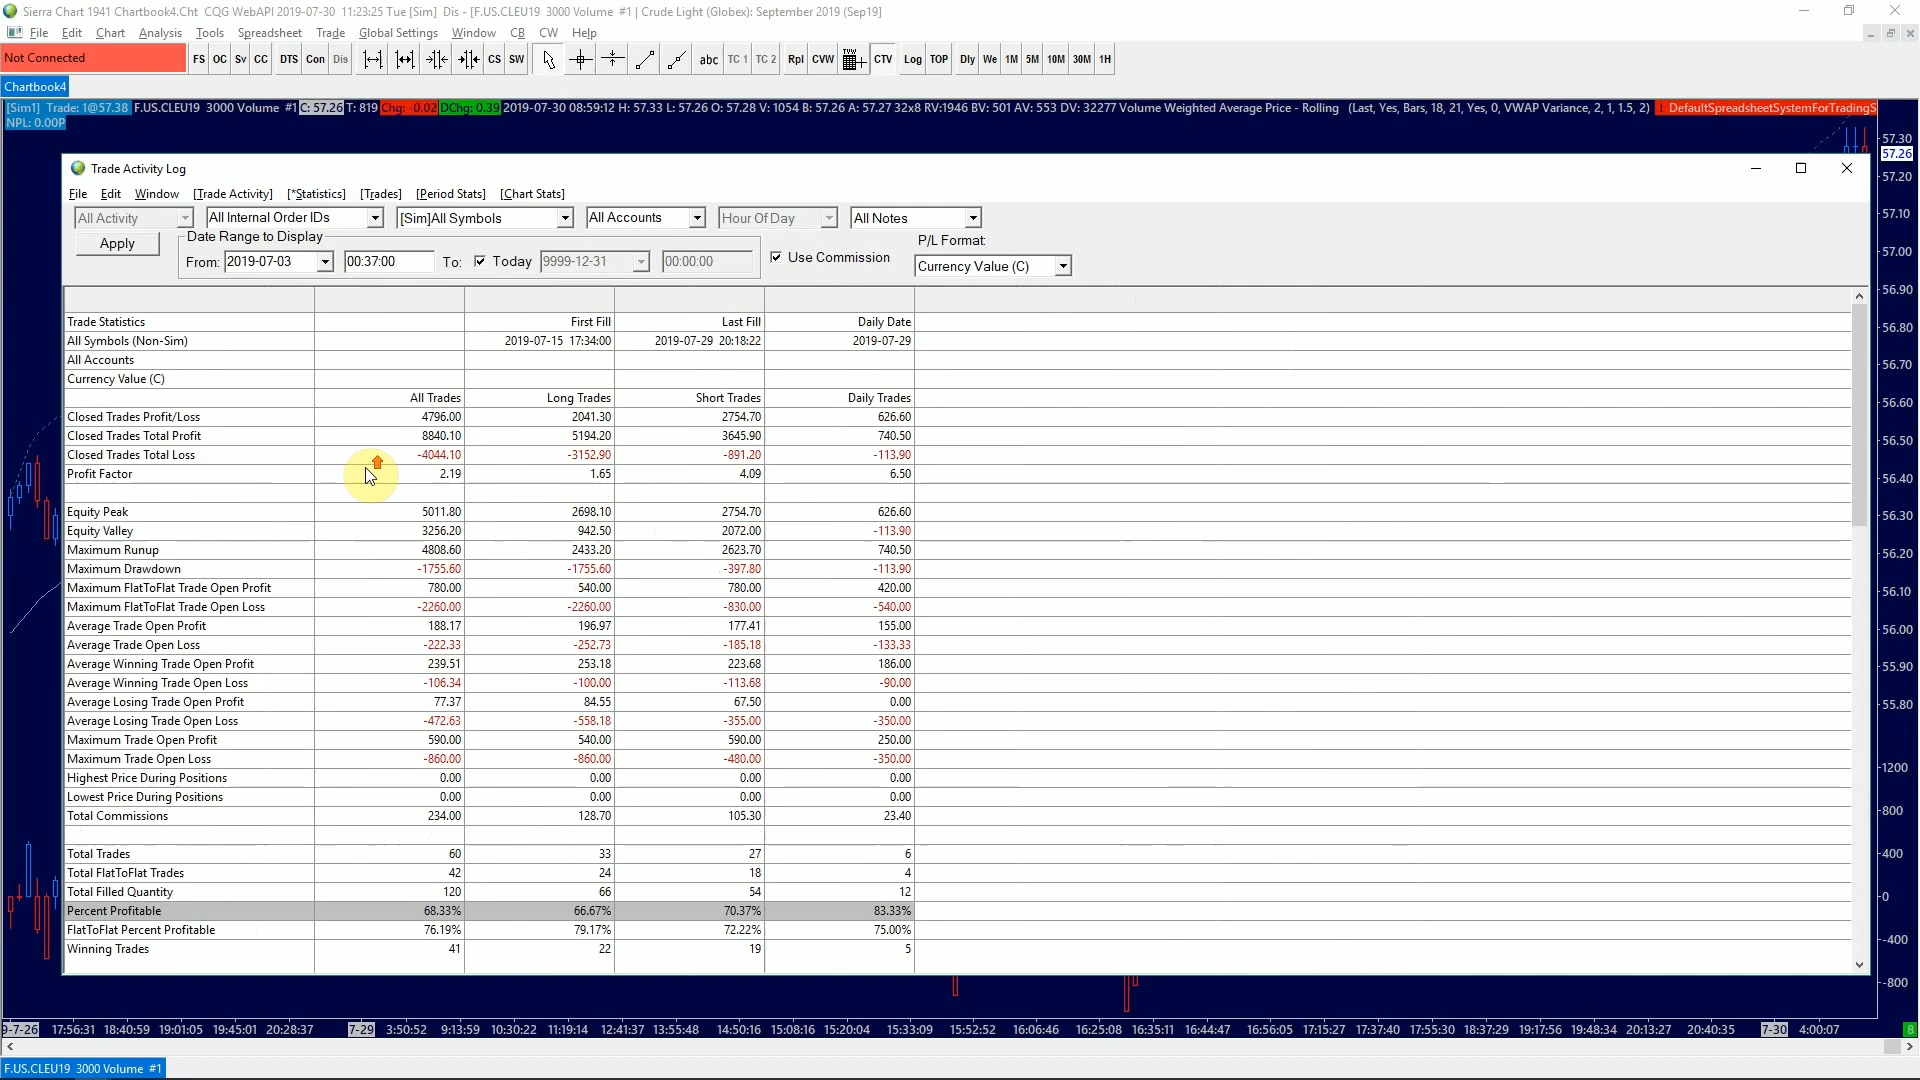 Sierra Chart 1941 Chartbook4.Cht CQG WebAPI 2019-07-30 11:23:25 Tue [Sim] Dis - [F.US.CLEU19 3000 Volume #1 | Crude Light (Globex): September 2019 (Sep19]
File Edit Chart Analysis Tools Spreadsheet Trade Global Settings Window CB CW Help
Not Connected FS OC Sv CC DTS Con Dis CS SW abc TC 1 TC 2 Rpl CVW CTV Log TOP Dly We 1M 5M 10M 30M 1H
Chartbook4
[Sim1] Trade: 1@57.38 F.US.CLEU19 3000 Volume #1 C: 57.26 T: 819 Chg: -0.02 DChg: 0.39 2019-07-30 08:59:12 H: 57.33 L: 57.26 O: 57.28 V: 1054 B: 57.26 A: 57.27 32x8 RV:1946 BV: 501 AV: 553 DV: 32277 Volume Weighted Average Price - Rolling (Last, Yes, Bars, 18, 21, Yes, 0, VWAP Variance, 2, 1, 1.5, 2) ! DefaultSpreadsheetSystemForTradingS
NPL: 0.00P
Trade Activity Log
File Edit Window [Trade Activity] [*Statistics] [Trades] [Period Stats] [Chart Stats]
All Activity All Internal Order IDs [Sim]All Symbols All Accounts Hour Of Day All Notes
Apply Date Range to Display Use Commission P/L Format:
From: 2019-07-03 00:37:00 To: Today 9999-12-31 00:00:00 Currency Value (C)
Trade Statistics First Fill Last Fill Daily Date
All Symbols (Non-Sim) 2019-07-15 17:34:00 2019-07-29 20:18:22 2019-07-29
All Accounts
Currency Value (C)
All Trades Long Trades Short Trades Daily Trades
Closed Trades Profit/Loss 4796.00 2041.30 2754.70 626.60
Closed Trades Total Profit 8840.10 5194.20 3645.90 740.50
Closed Trades Total Loss -4044.10 -3152.90 -891.20 -113.90
Profit Factor 2.19 1.65 4.09 6.50
Equity Peak 5011.80 2698.10 2754.70 626.60
Equity Valley 3256.20 942.50 2072.00 -113.90
Maximum Runup 4808.60 2433.20 2623.70 740.50
Maximum Drawdown -1755.60 -1755.60 -397.80 -113.90
Maximum FlatToFlat Trade Open Profit 780.00 540.00 780.00 420.00
Maximum FlatToFlat Trade Open Loss -2260.00 -2260.00 -830.00 -540.00
Average Trade Open Profit 188.17 196.97 177.41 155.00
Average Trade Open Loss -222.33 -252.73 -185.18 -133.33
Average Winning Trade Open Profit 239.51 253.18 223.68 186.00
Average Winning Trade Open Loss -106.34 -100.00 -113.68 -90.00
Average Losing Trade Open Profit 77.37 84.55 67.50 0.00
Average Losing Trade Open Loss -472.63 -558.18 -355.00 -350.00
Maximum Trade Open Profit 590.00 540.00 590.00 250.00
Maximum Trade Open Loss -860.00 -860.00 -480.00 -350.00
Highest Price During Positions 0.00 0.00 0.00 0.00
Lowest Price During Positions 0.00 0.00 0.00 0.00
Total Commissions 234.00 128.70 105.30 23.40
Total Trades 60 33 27 6
Total FlatToFlat Trades 42 24 18 4
Total Filled Quantity 120 66 54 12
Percent Profitable 68.33% 66.67% 70.37% 83.33%
FlatToFlat Percent Profitable 76.19% 79.17% 72.22% 75.00%
Winning Trades 41 22 19 5
57.30
57.26
57.20
57.10
57.00
56.90
56.80
56.70
56.60
56.50
56.40
56.30
56.20
56.10
56.00
55.90
55.80
1200
800
400
0
-400
-800
9-7-26 17:56:31 18:40:59 19:01:05 19:45:01 20:28:37 7-29 3:50:52 9:13:59 10:30:22 11:19:14 12:41:37 13:55:48 14:50:16 15:08:16 15:20:04 15:33:09 15:52:52 16:06:46 16:25:08 16:35:11 16:44:47 16:56:05 17:15:27 17:37:40 17:55:30 18:37:29 19:17:56 19:48:34 20:13:27 20:40:35 7-30 4:00:07 8
F.US.CLEU19 3000 Volume #1